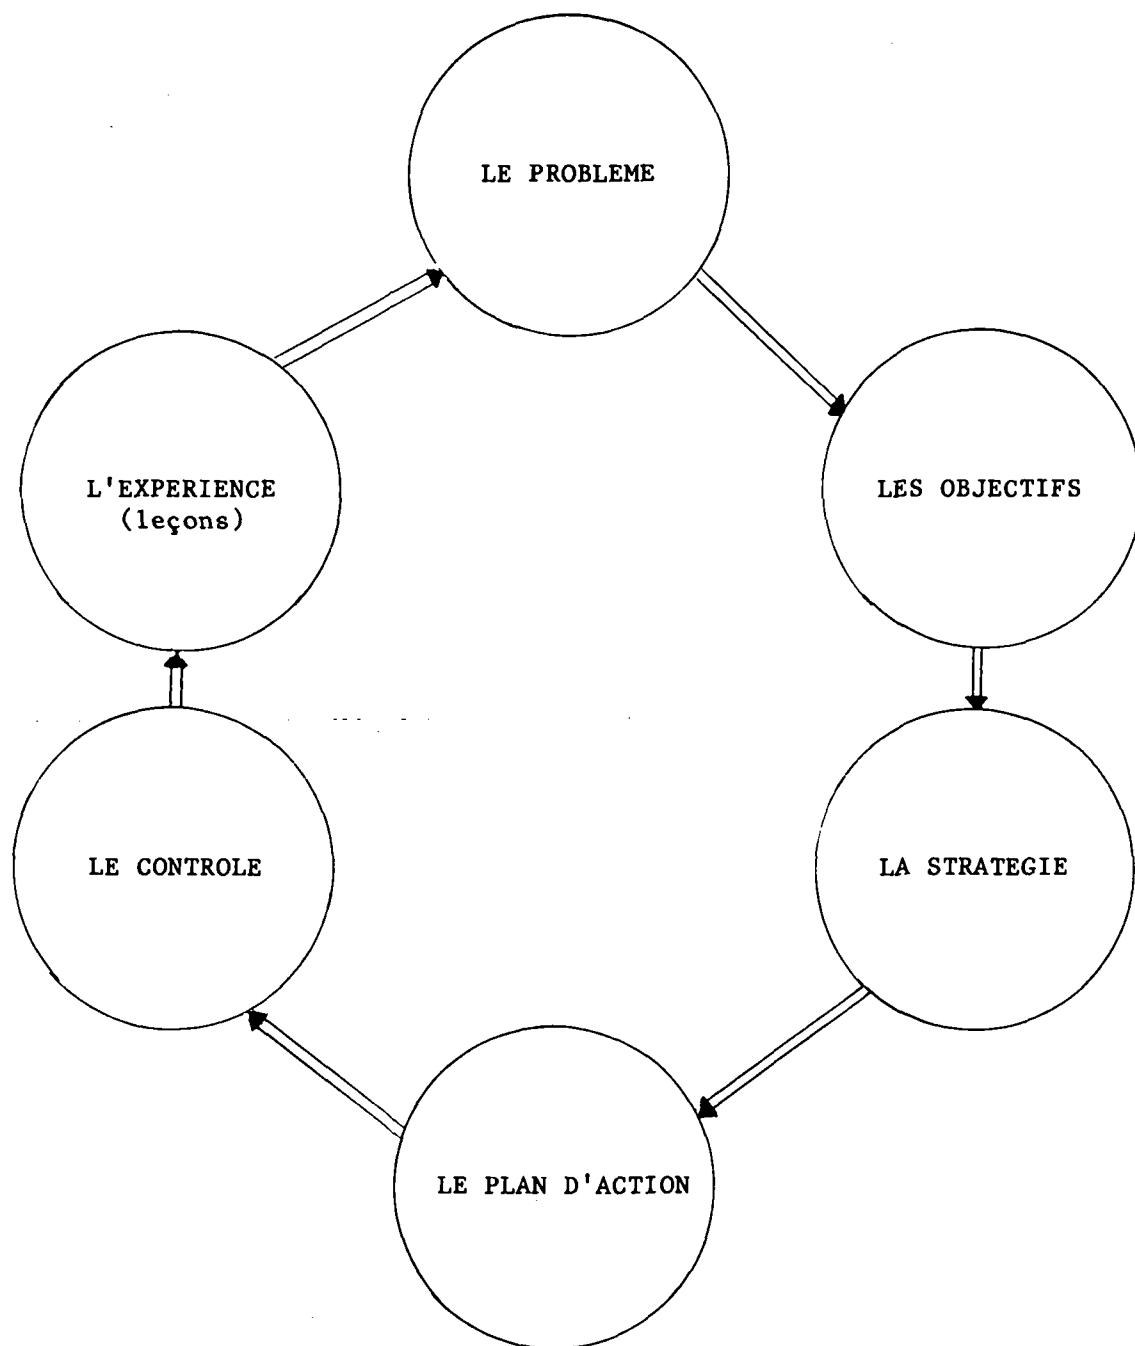 LE PROBLEME
LES OBJECTIFS
LA STRATEGIE
LE PLAN D'ACTION
LE CONTROLE
L'EXPERIENCE
(leçons)